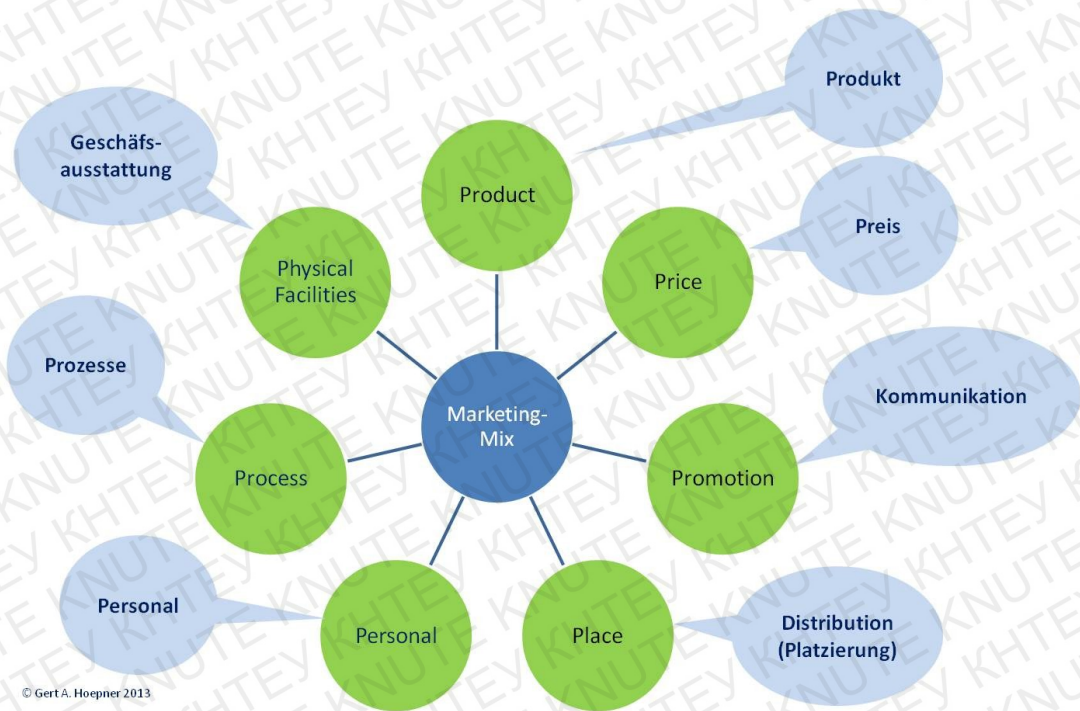 Produkt
Geschäfs-
ausstattung
Product
Preis
Physical
Facilities
Price
Prozesse
Kommunikation
Marketing-
Mix
Process
Promotion
Personal
Personal
Place
Distribution
(Platzierung)
© Gert A. Hoepner 2013
KNUTE КНТЕУ